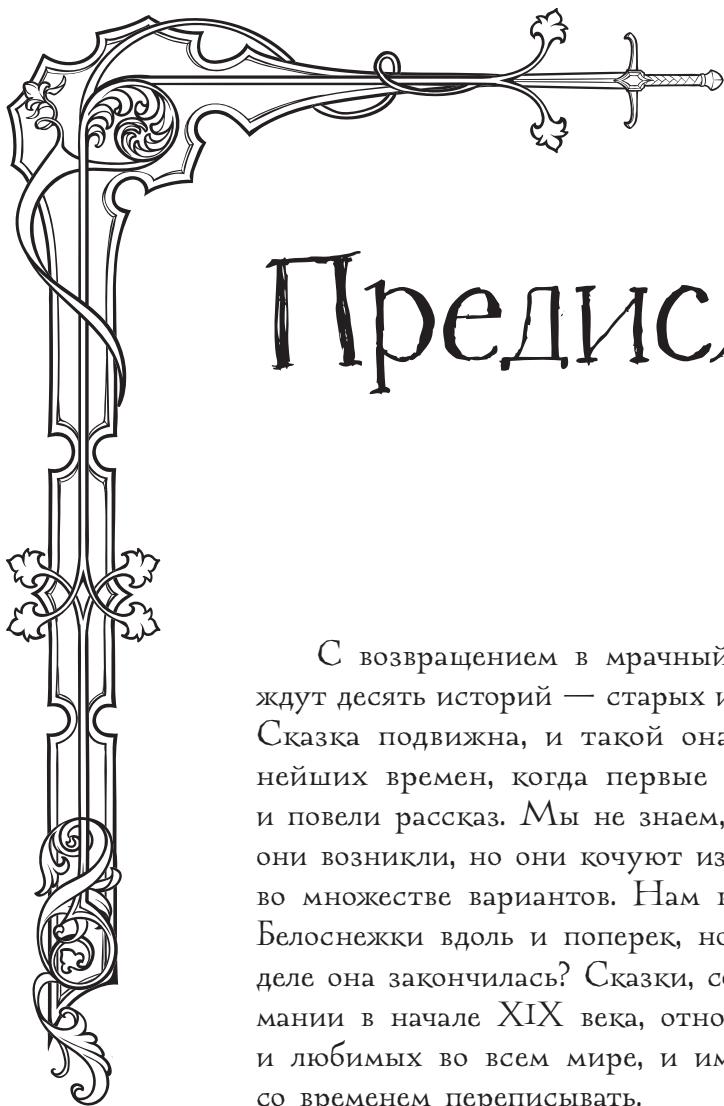 Предис
С возвращением в мрачный
ждут десять историй — старых и
Сказка подвижна, и такой она
нейших времен, когда первые
и повели рассказ. Мы не знаем,
они возникли, но они кочуют из
во множестве вариантов. Нам
Белоснежки вдоль и поперек, но
деле она закончилась? Сказки, со
мании в начале XIX века, отно
и любимых во всем мире, и им
со временем переписывать.